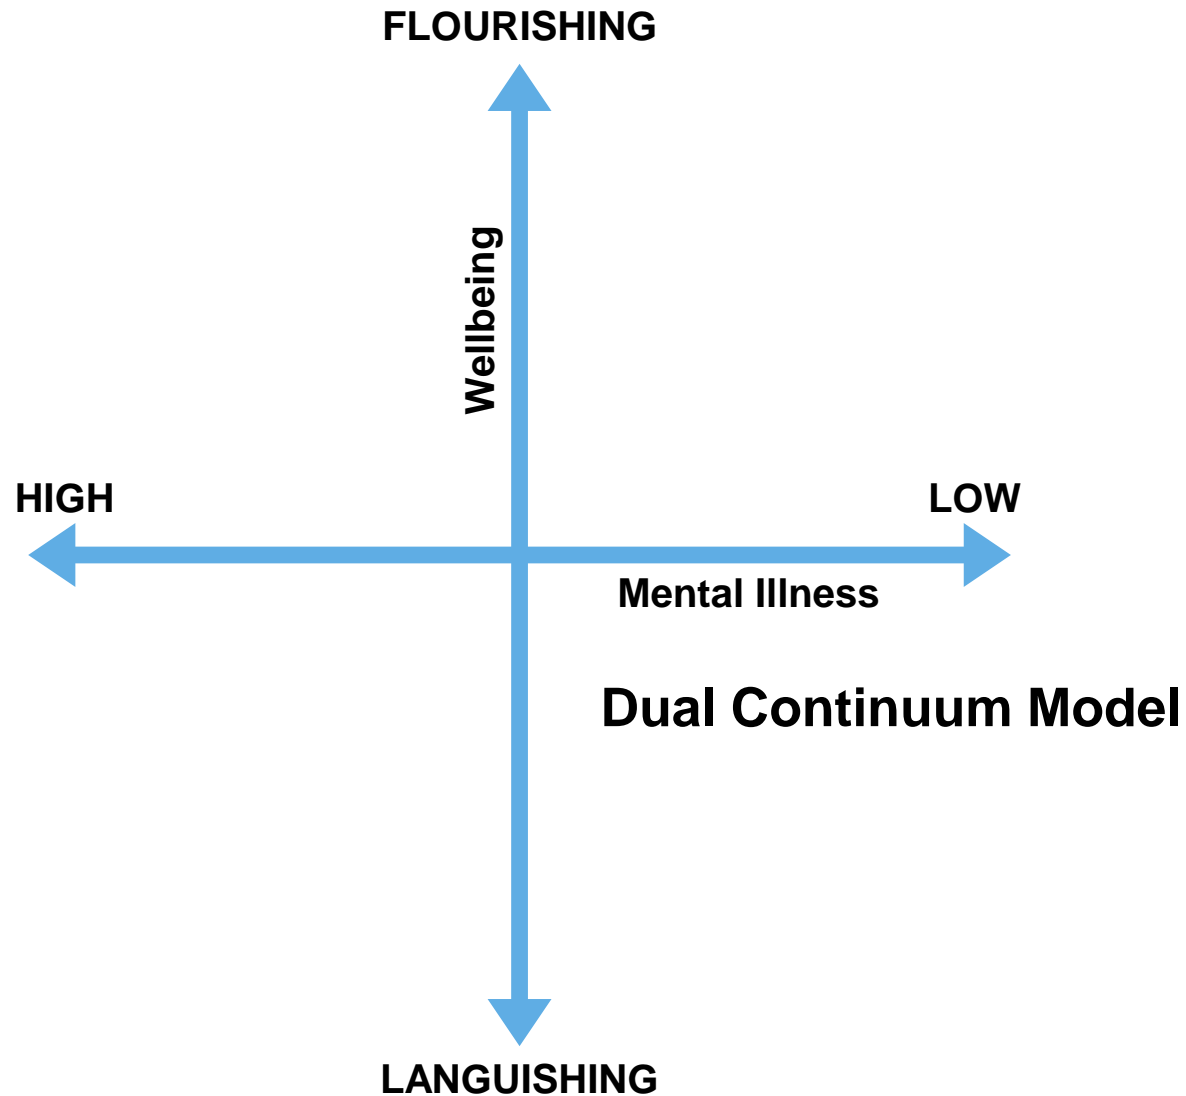 FLOURISHING
Wellbeing
HIGH
LOW
Mental Illness
Dual Continuum Model
LANGUISHING